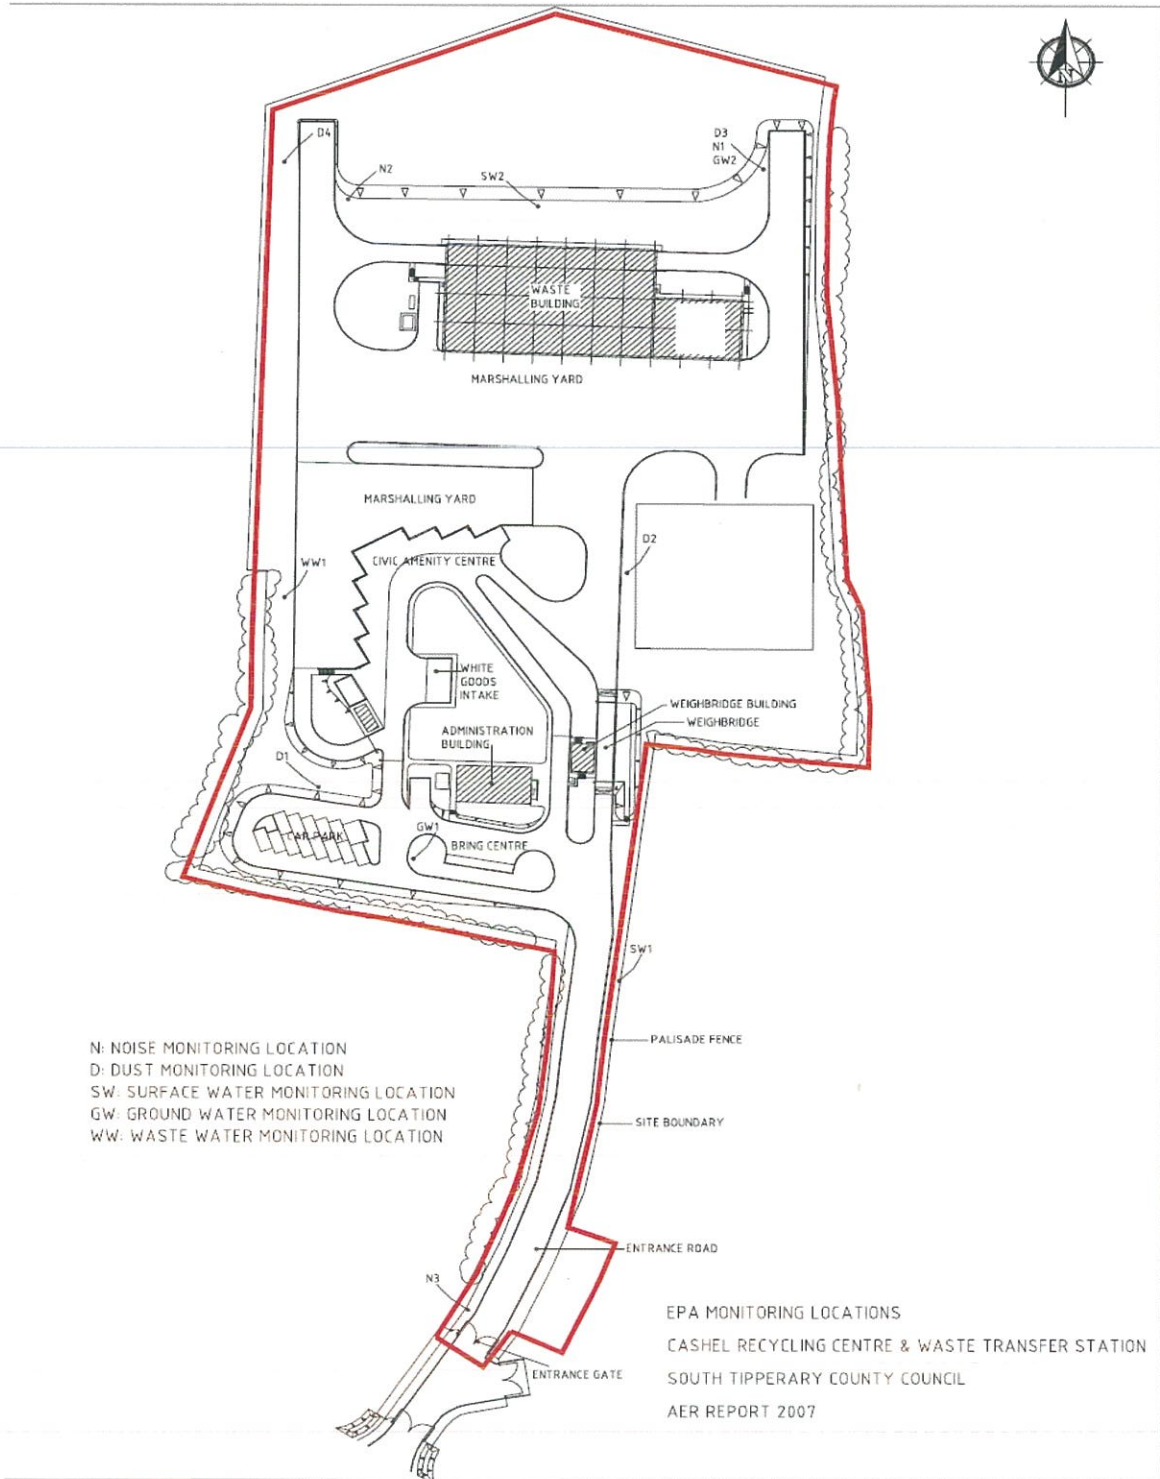 N
D4
D3
N1
GW2
N2
SW2
WASTE
BUILDING
MARSHALLING YARD
MARSHALLING YARD
D2
CIVIC AMENITY CENTRE
WW1
WHITE
GOODS
INTAKE
WEIGHBRIDGE BUILDING
WEIGHBRIDGE
ADMINISTRATION
BUILDING
D1
GW1
CAR PARK
BRING CENTRE
SW1
PALISADE FENCE
N: NOISE MONITORING LOCATION
D: DUST MONITORING LOCATION
SW: SURFACE WATER MONITORING LOCATION
GW: GROUND WATER MONITORING LOCATION
WW: WASTE WATER MONITORING LOCATION
SITE BOUNDARY
ENTRANCE ROAD
N3
ENTRANCE GATE
EPA MONITORING LOCATIONS
CASHEL RECYCLING CENTRE & WASTE TRANSFER STATION
SOUTH TIPPERARY COUNTY COUNCIL
AER REPORT 2007